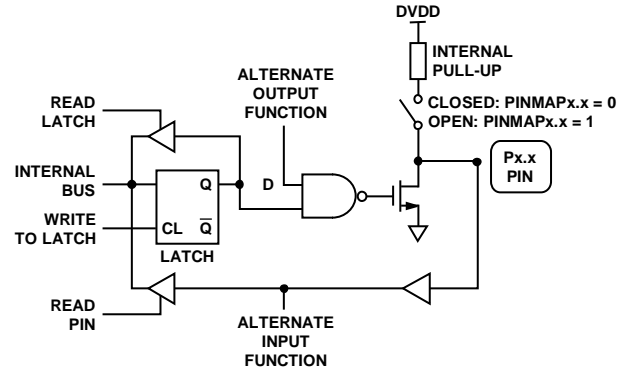 DVDD
INTERNAL
PULL-UP
ALTERNATE
OUTPUT
FUNCTION
CLOSED: PINMAPx.x = 0
OPEN: PINMAPx.x = 1
READ
LATCH
Px.x
PIN
INTERNAL
BUS
Q
D
WRITE
TO LATCH
CL
Q̅
LATCH
READ
PIN
ALTERNATE
INPUT
FUNCTION